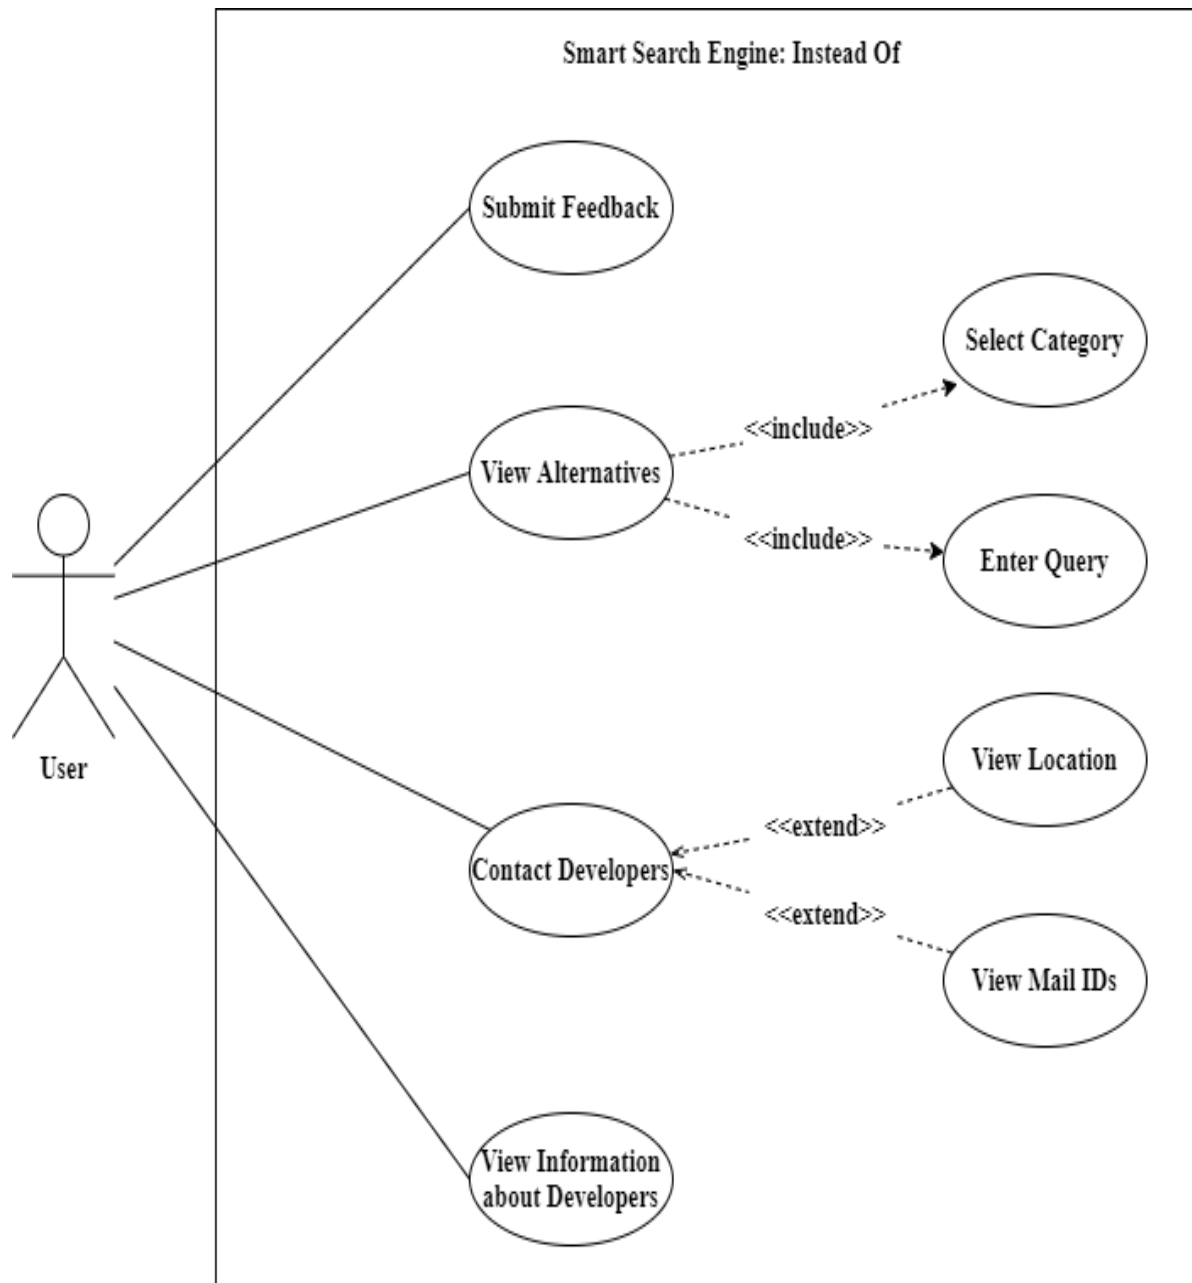 Smart Search Engine: Instead Of
Submit Feedback
Select Category
<<include>>
View Alternatives
<<include>>
Enter Query
View Location
User
<<extend>>
Contact Developers
<<extend>>
View Mail IDs
View Information
about Developers